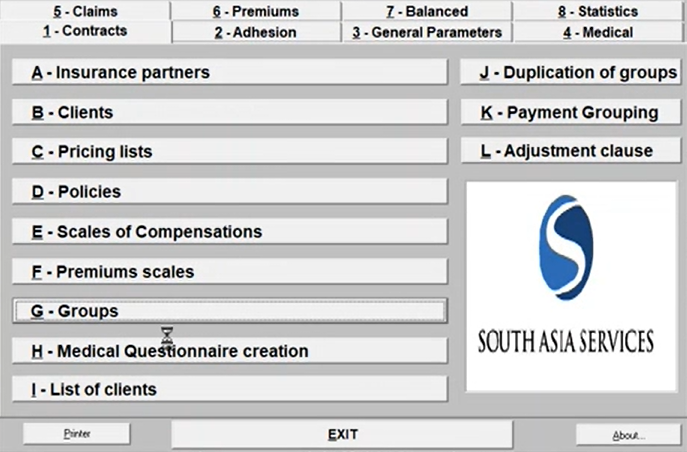 5 - Claims
6 - Premiums
7 - Balanced
8 - Statistics
1 - Contracts
2 - Adhesion
3 - General Parameters
4 - Medical
A - Insurance partners
J - Duplication of groups
B - Clients
K - Payment Grouping
C - Pricing lists
L - Adjustment clause
D - Policies
E - Scales of Compensations
F - Premiums scales
G - Groups
H - Medical Questionnaire creation
I - List of clients
SOUTH ASIA SERVICES
Printer
EXIT
About...